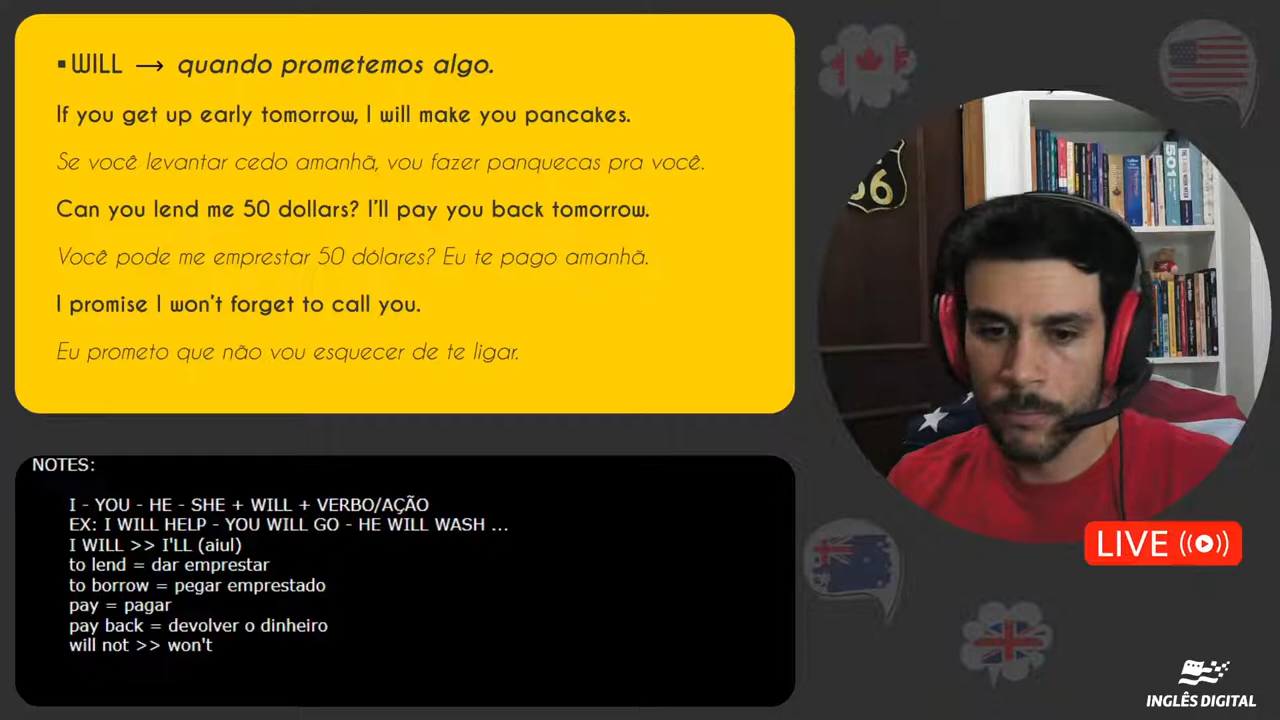 ▪WILL → quando prometemos algo.
If you get up early tomorrow, I will make you pancakes.
Se você levantar cedo amanhã, vou fazer panquecas pra você.
Can you lend me 50 dollars? I'll pay you back tomorrow.
Você pode me emprestar 50 dólares? Eu te pago amanhã.
I promise I won't forget to call you.
Eu prometo que não vou esquecer de te ligar.
NOTES:
I - YOU - HE - SHE + WILL + VERBO/AÇÃO
EX: I WILL HELP - YOU WILL GO - HE WILL WASH ...
I WILL >> I'LL (aiul)
to lend = dar emprestar
to borrow = pegar emprestado
pay = pagar
pay back = devolver o dinheiro
will not >> won't
66
501
LIVE
INGLÊS DIGITAL